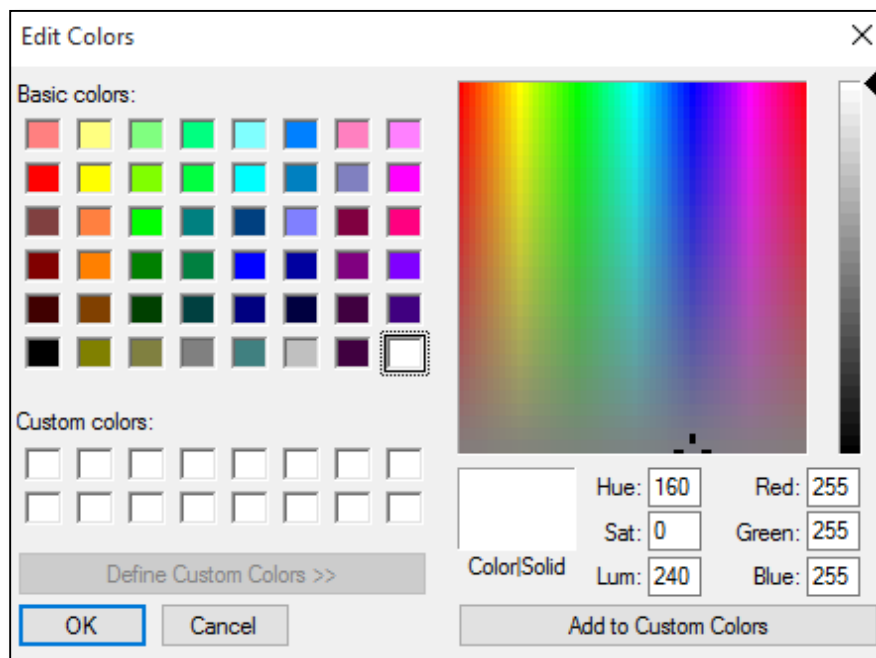 Edit Colors
Basic colors:
Custom colors:
Define Custom Colors >>
OK
Cancel
Color|Solid
Hue: 160
Sat: 0
Lum: 240
Red: 255
Green: 255
Blue: 255
Add to Custom Colors